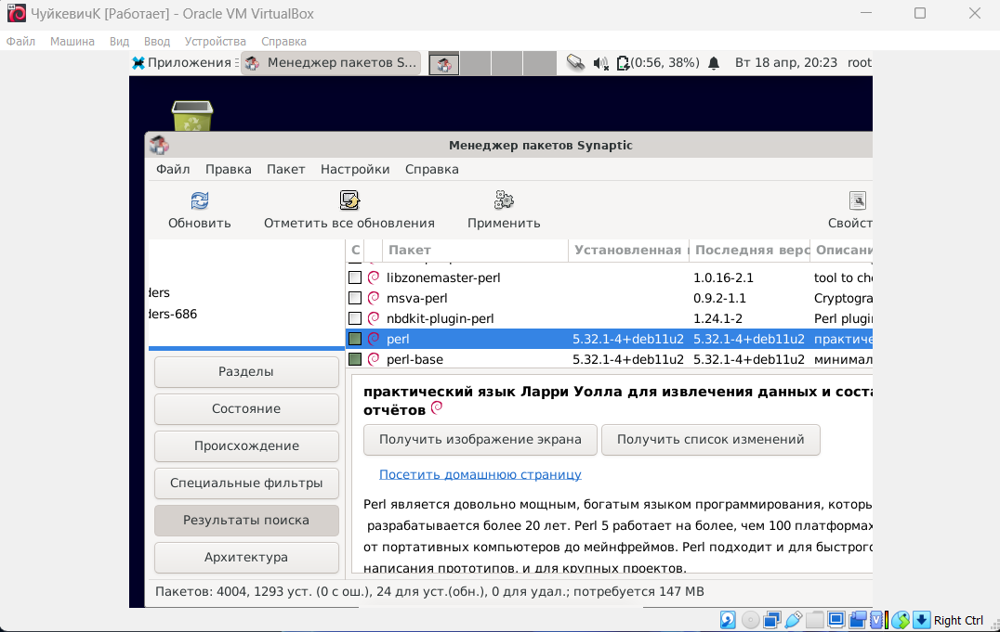 ЧуйкевичК [Работает] - Oracle VM VirtualBox
Файл Машина Вид Ввод Устройства Справка
Приложения Менеджер пакетов S... (0:56, 38%) Вт 18 апр, 20:23 root
Менеджер пакетов Synaptic
Файл Правка Пакет Настройки Справка
Обновить Отметить все обновления Применить Свойст
С Пакет Установленная Последняя верс Описани
libzonemaster-perl 1.0.16-2.1 tool to che
ders
msva-perl 0.9.2-1.1 Cryptogra
ders-686
nbdkit-plugin-perl 1.24.1-2 Perl plugi
perl 5.32.1-4+deb11u2 5.32.1-4+deb11u2 практиче
perl-base 5.32.1-4+deb11u2 5.32.1-4+deb11u2 минимал
Разделы
Состояние
Происхождение
Специальные фильтры
Результаты поиска
Архитектура
практический язык Ларри Уолла для извлечения данных и соста
отчётов
Получить изображение экрана Получить список изменений
Посетить домашнюю страницу
Perl является довольно мощным, богатым языком программирования, которы
разрабатывается более 20 лет. Perl 5 работает на более, чем 100 платформах
от портативных компьютеров до мейнфреймов. Perl подходит и для быстрого
написания прототипов, и для крупных проектов.
Пакетов: 4004, 1293 уст. (0 с ош.), 24 для уст.(обн.), 0 для удал.; потребуется 147 MB
Right Ctrl